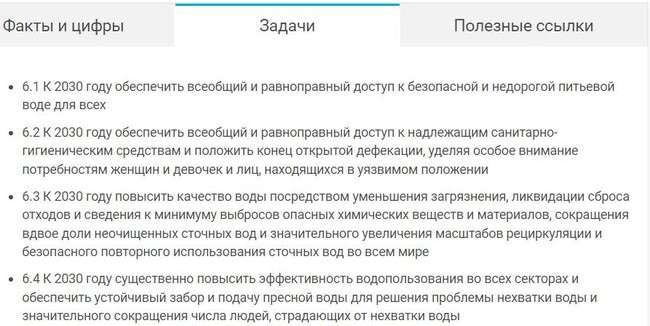 Факты и цифры
Задачи
Полезные ссылки
• 6.1 К 2030 году обеспечить всеобщий и равноправный доступ к безопасной и недорогой питьевой
воде для всех
• 6.2 К 2030 году обеспечить всеобщий и равноправный доступ к надлежащим санитарно-
гигиеническим средствам и положить конец открытой дефекации, уделяя особое внимание
потребностям женщин и девочек и лиц, находящихся в уязвимом положении
• 6.3 К 2030 году повысить качество воды посредством уменьшения загрязнения, ликвидации сброса
отходов и сведения к минимуму выбросов опасных химических веществ и материалов, сокращения
вдвое доли неочищенных сточных вод и значительного увеличения масштабов рециркуляции и
безопасного повторного использования сточных вод во всем мире
• 6.4 К 2030 году существенно повысить эффективность водопользования во всех секторах и
обеспечить устойчивый забор и подачу пресной воды для решения проблемы нехватки воды и
значительного сокращения числа людей, страдающих от нехватки воды